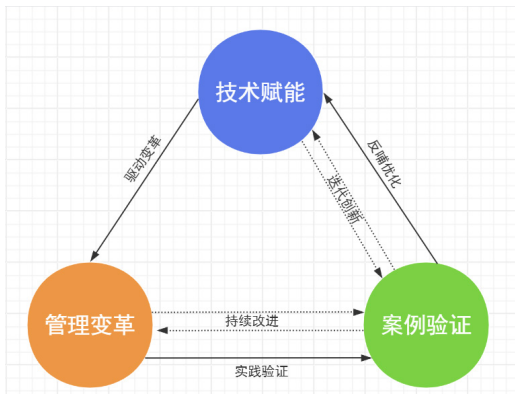 技术赋能
驱动变革
反哺优化
迭代创新
管理变革
持续改进
案例验证
实践验证